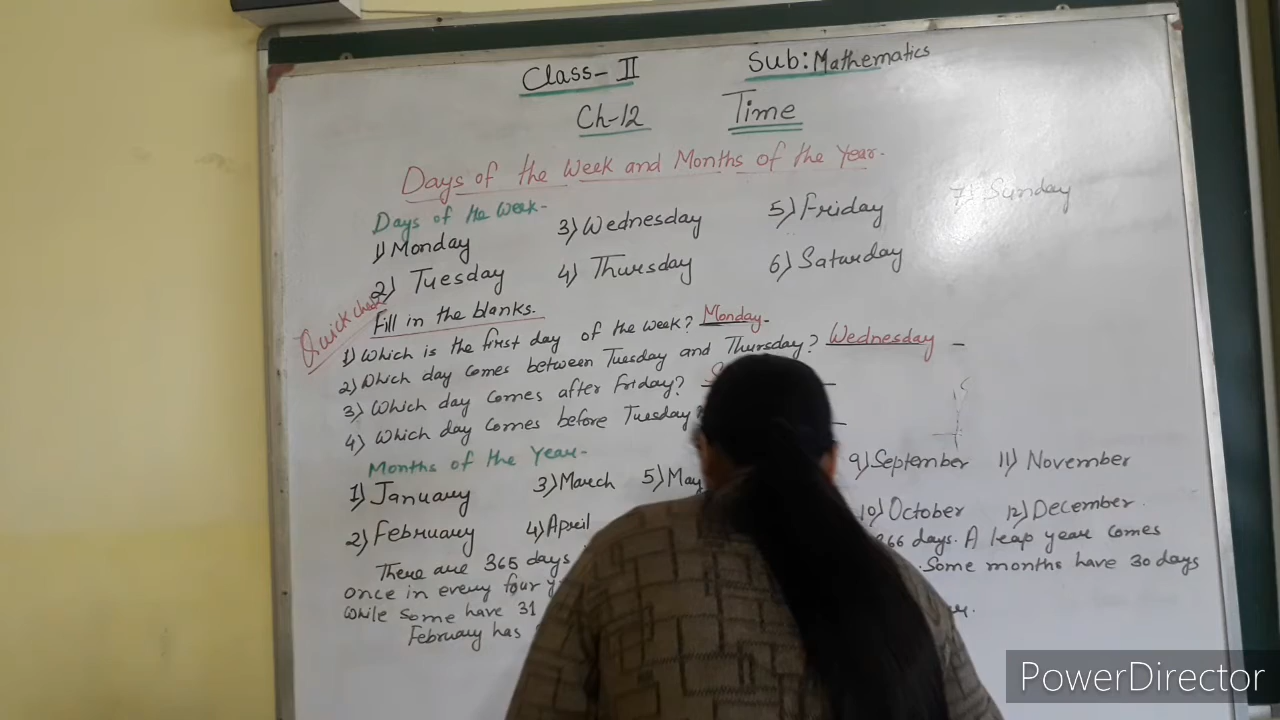 Class-II Sub: Mathematics
Ch-12 Time
Days of the Week and Months of the Year.
Days of the Week-
1) Monday 3) Wednesday 5) Friday 7) Sunday
2) Tuesday 4) Thursday 6) Saturday
Quick check
Fill in the blanks.
1) Which is the first day of the week? Monday.
2) Which day comes between Tuesday and Thursday? Wednesday
3) Which day comes after Friday?
4) Which day comes before Tuesday?
Months of the Year-
1) January 3) March 5) May 9) September 11) November
2) February 4) April 10) October 12) December.
There are 365 days 366 days. A leap year comes
once in every four Some months have 30 days
while some have 31
February has
PowerDirector